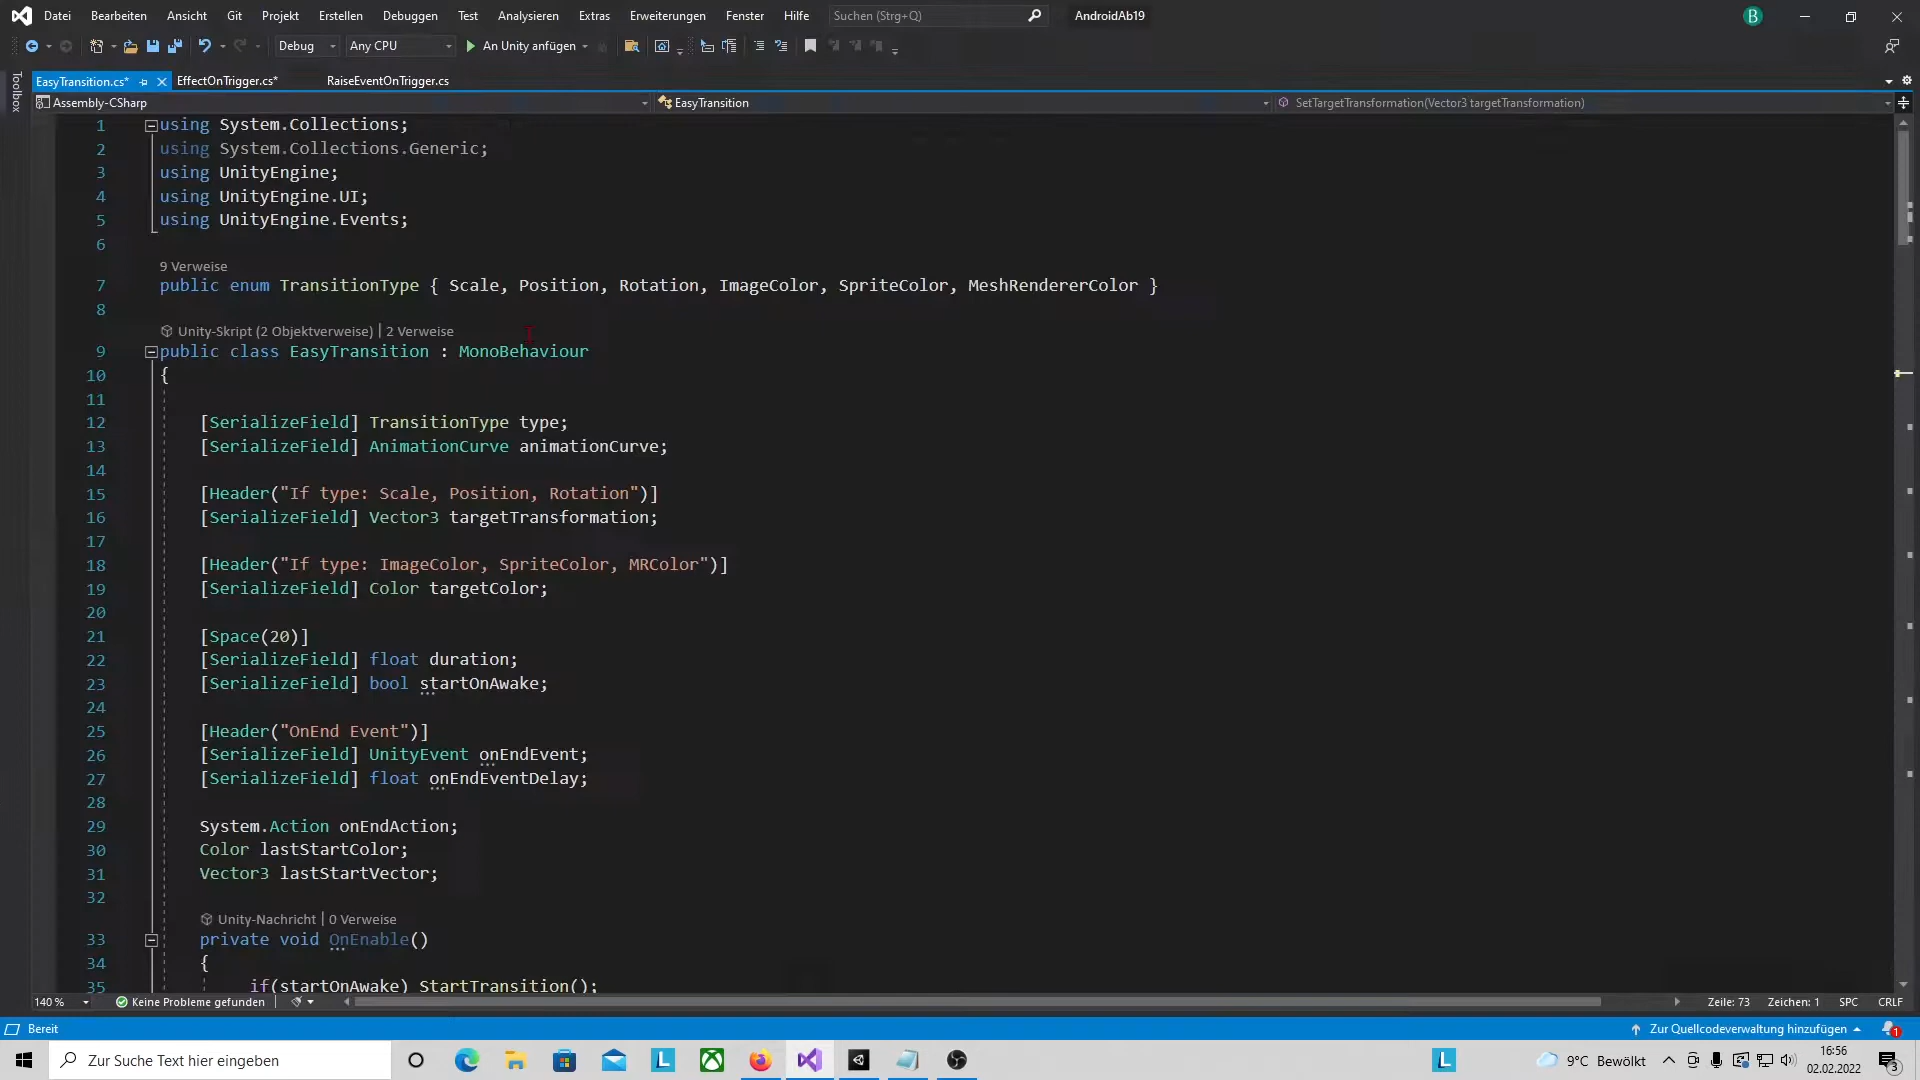 Datei Bearbeiten Ansicht Git Projekt Erstellen Debuggen Test Analysieren Extras Erweiterungen Fenster Hilfe Suchen (Strg+Q) AndroidAb19 B
Debug Any CPU An Unity anfügen
Toolbox
EasyTransition.cs* EffectOnTrigger.cs* RaiseEventOnTrigger.cs
Assembly-CSharp EasyTransition SetTargetTransformation(Vector3 targetTransformation)
1 using System.Collections;
2 using System.Collections.Generic;
3 using UnityEngine;
4 using UnityEngine.UI;
5 using UnityEngine.Events;
6
9 Verweise
7 public enum TransitionType { Scale, Position, Rotation, ImageColor, SpriteColor, MeshRendererColor }
8
Unity-Skript (2 Objektverweise) | 2 Verweise
9 public class EasyTransition : MonoBehaviour
10 {
11
12 [SerializeField] TransitionType type;
13 [SerializeField] AnimationCurve animationCurve;
14
15 [Header("If type: Scale, Position, Rotation")]
16 [SerializeField] Vector3 targetTransformation;
17
18 [Header("If type: ImageColor, SpriteColor, MRColor")]
19 [SerializeField] Color targetColor;
20
21 [Space(20)]
22 [SerializeField] float duration;
23 [SerializeField] bool startOnAwake;
24
25 [Header("OnEnd Event")]
26 [SerializeField] UnityEvent onEndEvent;
27 [SerializeField] float onEndEventDelay;
28
29 System.Action onEndAction;
30 Color lastStartColor;
31 Vector3 lastStartVector;
32
Unity-Nachricht | 0 Verweise
33 private void OnEnable()
34 {
35 if(startOnAwake) StartTransition();
140 % Keine Probleme gefunden Zeile: 73 Zeichen: 1 SPC CRLF
Bereit Zur Quellcodeverwaltung hinzufügen 1
Zur Suche Text hier eingeben L L 9°C Bewölkt 16:56
02.02.2022 3